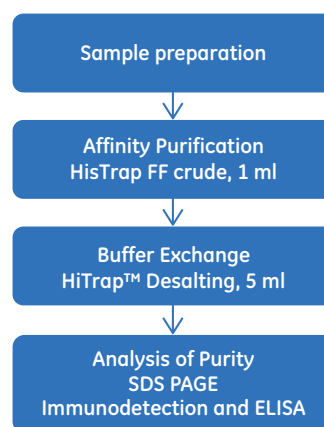 Sample preparation
Affinity Purification
HisTrap FF crude, 1 ml
Buffer Exchange
HiTrap™ Desalting, 5 ml
Analysis of Purity
SDS PAGE
Immunodetection and ELISA